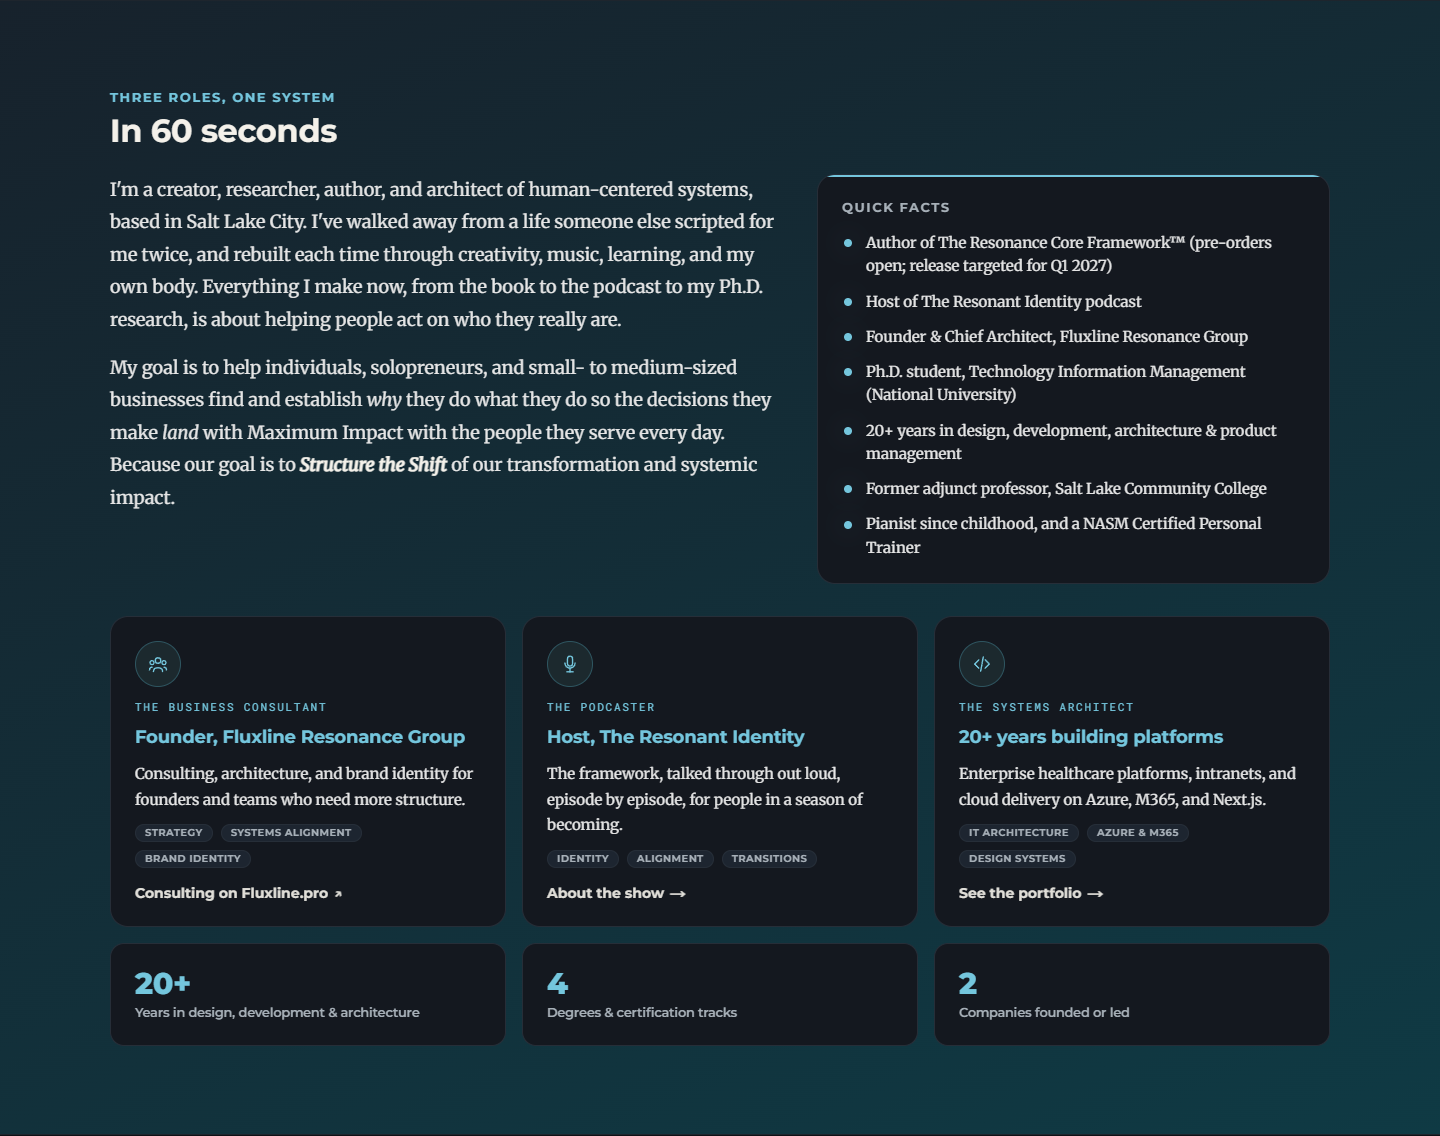 THREE ROLES, ONE SYSTEM
In 60 seconds
I'm a creator, researcher, author, and architect of human-centered systems,
based in Salt Lake City. I've walked away from a life someone else scripted for
me twice, and rebuilt each time through creativity, music, learning, and my
own body. Everything I make now, from the book to the podcast to my Ph.D.
research, is about helping people act on who they really are.
My goal is to help individuals, solopreneurs, and small- to medium-sized
businesses find and establish why they do what they do so the decisions they
make land with Maximum Impact with the people they serve every day.
Because our goal is to Structure the Shift of our transformation and systemic
impact.
QUICK FACTS
Author of The Resonance Core Framework™ (pre-orders
open; release targeted for Q1 2027)
Host of The Resonant Identity podcast
Founder & Chief Architect, Fluxline Resonance Group
Ph.D. student, Technology Information Management
(National University)
20+ years in design, development, architecture & product
management
Former adjunct professor, Salt Lake Community College
Pianist since childhood, and a NASM Certified Personal
Trainer
THE BUSINESS CONSULTANT
Founder, Fluxline Resonance Group
Consulting, architecture, and brand identity for
founders and teams who need more structure.
STRATEGY SYSTEMS ALIGNMENT
BRAND IDENTITY
Consulting on Fluxline.pro ↗
THE PODCASTER
Host, The Resonant Identity
The framework, talked through out loud,
episode by episode, for people in a season of
becoming.
IDENTITY ALIGNMENT TRANSITIONS
About the show →
THE SYSTEMS ARCHITECT
20+ years building platforms
Enterprise healthcare platforms, intranets, and
cloud delivery on Azure, M365, and Next.js.
IT ARCHITECTURE AZURE & M365
DESIGN SYSTEMS
See the portfolio →
20+
Years in design, development & architecture
4
Degrees & certification tracks
2
Companies founded or led